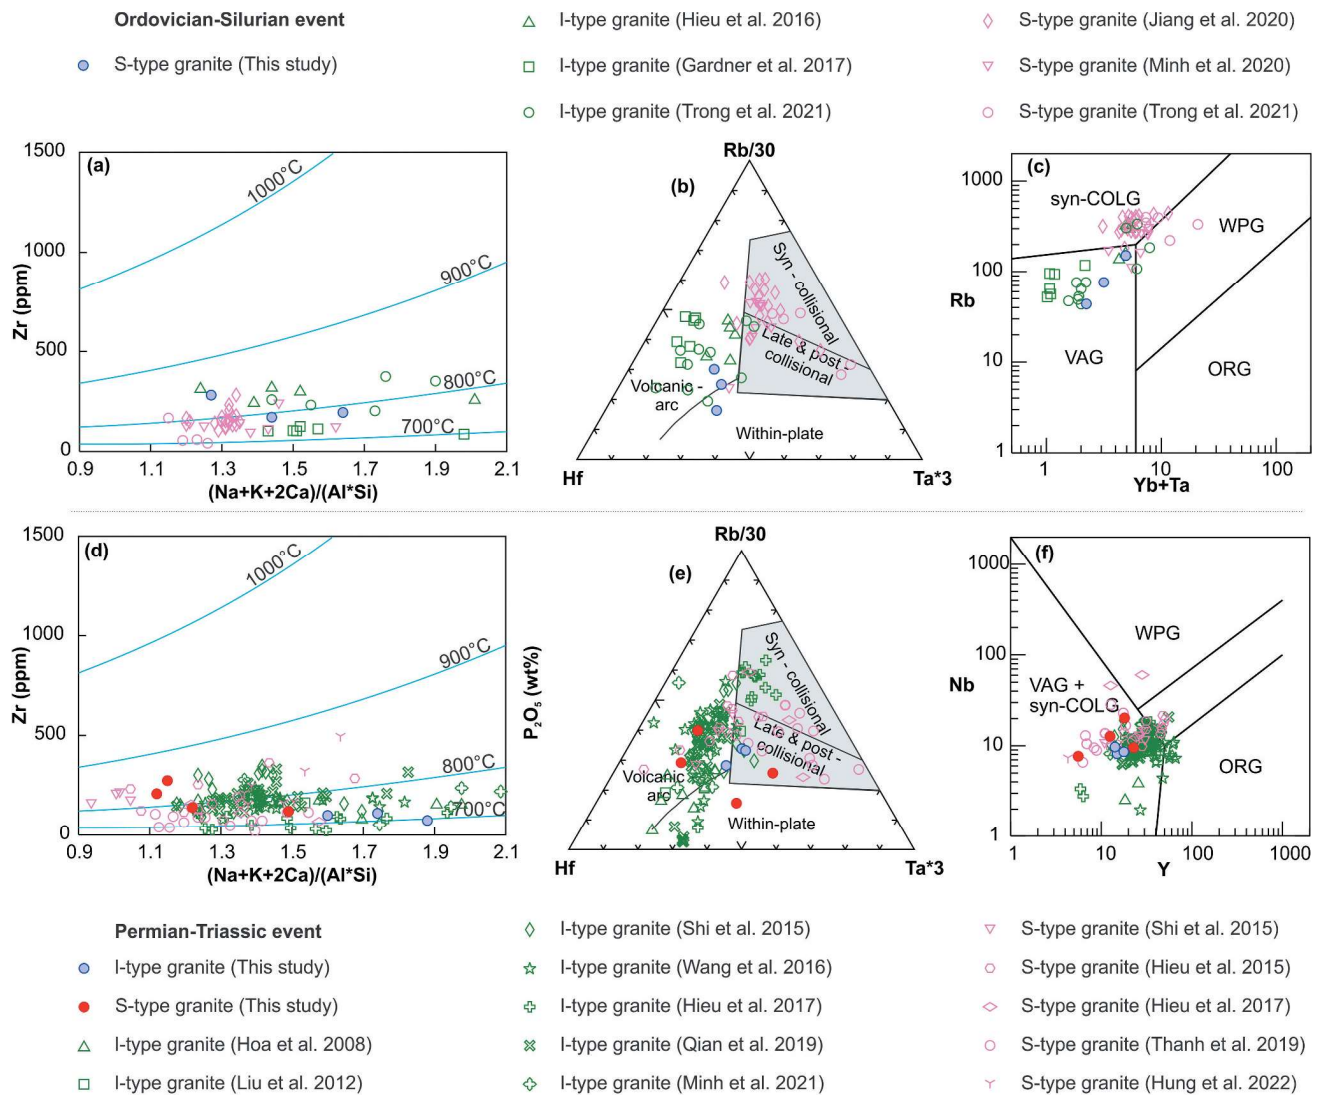 Ordovician-Silurian event
S-type granite (This study)
I-type granite (Hieu et al. 2016)
I-type granite (Gardner et al. 2017)
I-type granite (Trong et al. 2021)
S-type granite (Jiang et al. 2020)
S-type granite (Minh et al. 2020)
S-type granite (Trong et al. 2021)
(a)
1500
1000
500
0
Zr (ppm)
1000°C
900°C
800°C
700°C
0.9 1.1 1.3 1.5 1.7 1.9 2.1
(Na+K+2Ca)/(Al*Si)
(b)
Rb/30
Syn - collisional
Late & post -
collisional
Volcanic -
arc
Within-plate
Hf
Ta*3
(c)
1000
100
10
1
Rb
syn-COLG
WPG
VAG
ORG
1 10 100
Yb+Ta
(d)
1500
1000
500
0
Zr (ppm)
1000°C
900°C
800°C
700°C
0.9 1.1 1.3 1.5 1.7 1.9 2.1
(Na+K+2Ca)/(Al*Si)
P₂O₅ (wt%)
(e)
Rb/30
Syn - collisional
Late & post -
collisional
Volcanic
arc
Within-plate
Hf
Ta*3
(f)
1000
100
10
1
Nb
WPG
VAG +
syn-COLG
ORG
1 10 100 1000
Y
Permian-Triassic event
I-type granite (This study)
S-type granite (This study)
I-type granite (Hoa et al. 2008)
I-type granite (Liu et al. 2012)
I-type granite (Shi et al. 2015)
I-type granite (Wang et al. 2016)
I-type granite (Hieu et al. 2017)
I-type granite (Qian et al. 2019)
I-type granite (Minh et al. 2021)
S-type granite (Shi et al. 2015)
S-type granite (Hieu et al. 2015)
S-type granite (Hieu et al. 2017)
S-type granite (Thanh et al. 2019)
S-type granite (Hung et al. 2022)